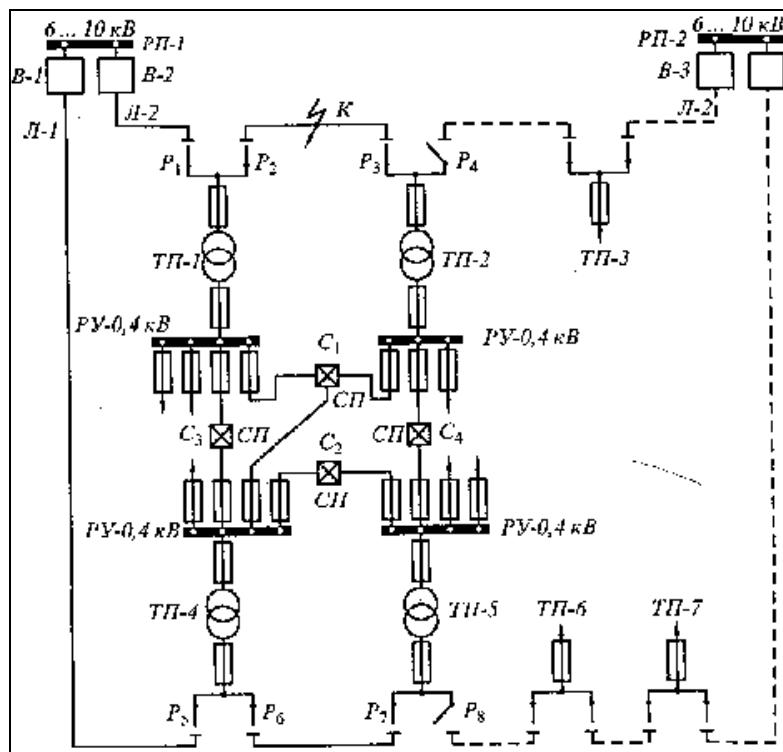 6 ... 10 кВ
РП-1
В-1
В-2
Л-1
Л-2
К
6 ... 10 кВ
РП-2
В-3
Л-2
Р1
Р2
Р3
Р4
ТП-1
ТП-2
ТП-3
РУ-0,4 кВ
РУ-0,4 кВ
С1
СП
С3
СП
СП
С4
С2
СП
РУ-0,4 кВ
РУ-0,4 кВ
ТП-4
ТП-5
ТП-6
ТП-7
Р5
Р6
Р7
Р8